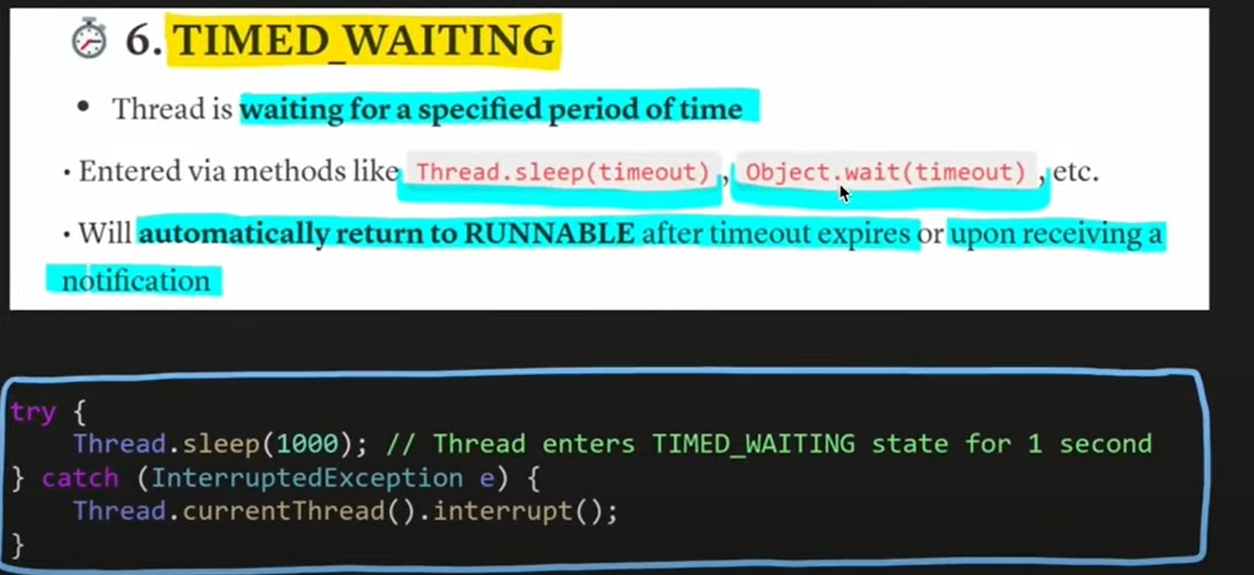 6. TIMED_WAITING
• Thread is waiting for a specified period of time
• Entered via methods like Thread.sleep(timeout) , Object.wait(timeout) , etc.
• Will automatically return to RUNNABLE after timeout expires or upon receiving a
notification
try {
    Thread.sleep(1000); // Thread enters TIMED_WAITING state for 1 second
} catch (InterruptedException e) {
    Thread.currentThread().interrupt();
}